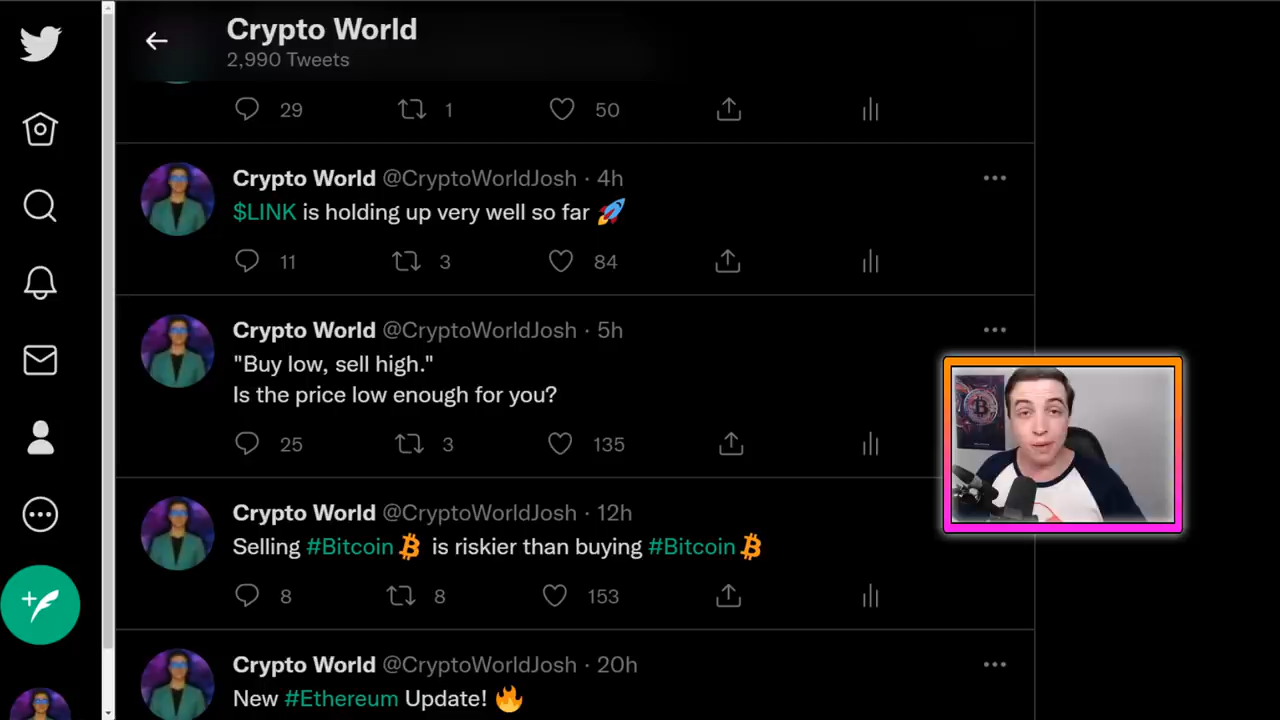 Crypto World
2,990 Tweets
29 1 50
Crypto World @CryptoWorldJosh · 4h
$LINK is holding up very well so far 🚀
11 3 84
Crypto World @CryptoWorldJosh · 5h
"Buy low, sell high."
Is the price low enough for you?
25 3 135
Crypto World @CryptoWorldJosh · 12h
Selling #Bitcoin is riskier than buying #Bitcoin
8 8 153
Crypto World @CryptoWorldJosh · 20h
New #Ethereum Update! 🔥